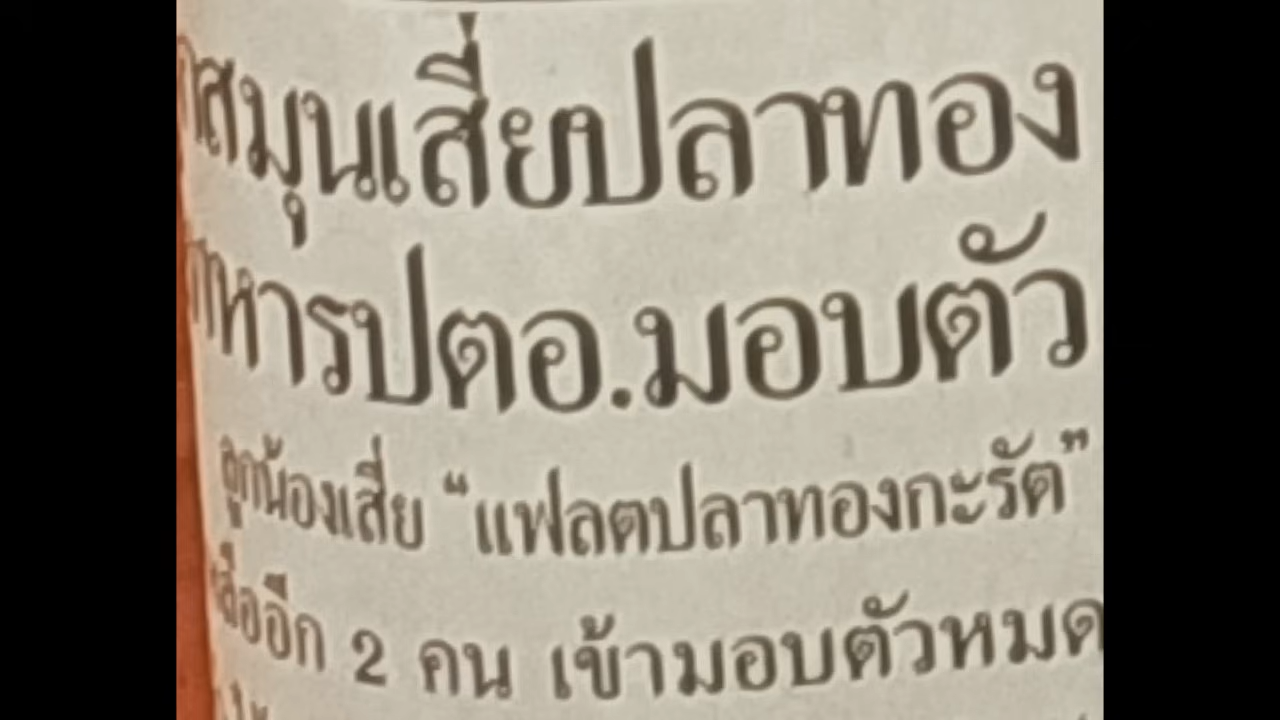 สมุนเสี่ยปลาทอง
ทหารปตอ.มอบตัว
ลูกน้องเสี่ย “แฟลตปลาทองกะรัต”
อีก 2 คน เข้ามอบตัวหมด